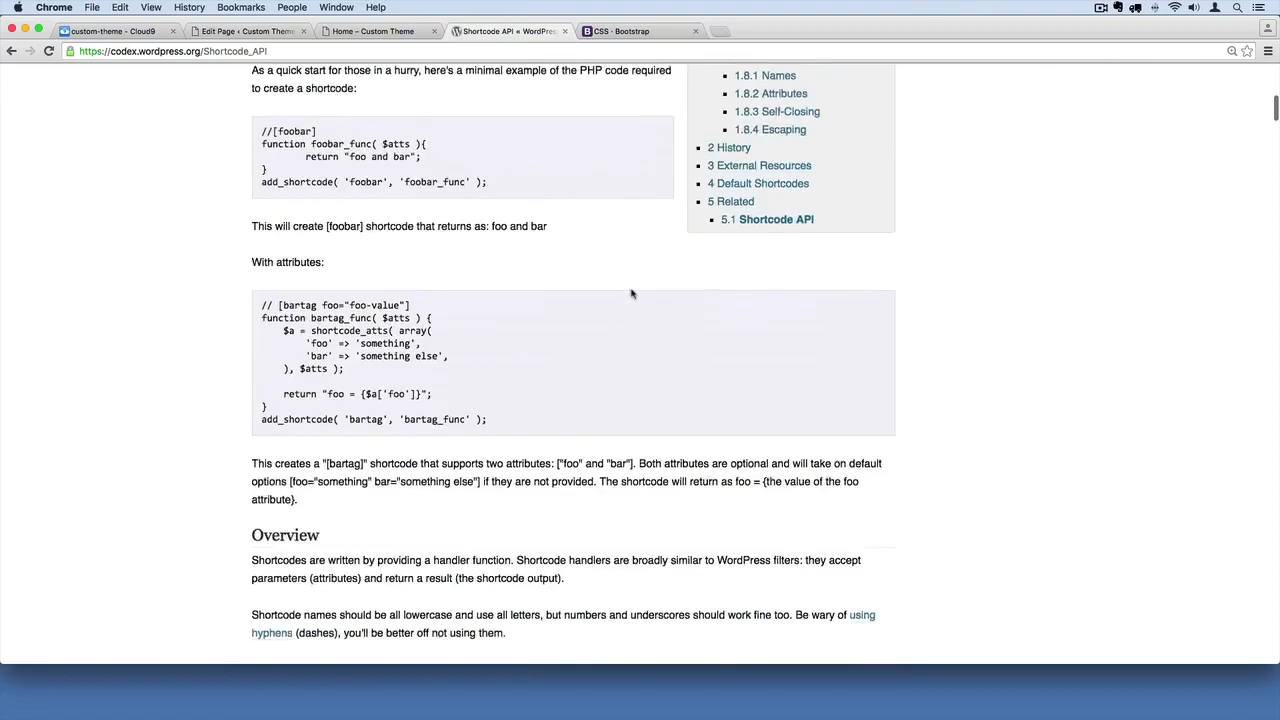 Chrome File Edit View History Bookmarks People Window Help
custom-theme - Cloud9
Edit Page ‹ Custom Theme
Home – Custom Theme
Shortcode API « WordPres
CSS · Bootstrap
https://codex.wordpress.org/Shortcode_API
As a quick start for those in a hurry, here's a minimal example of the PHP code required
to create a shortcode:
//[foobar]
function foobar_func( $atts ){
return "foo and bar";
}
add_shortcode( 'foobar', 'foobar_func' );
1.8.1 Names
1.8.2 Attributes
1.8.3 Self-Closing
1.8.4 Escaping
2 History
3 External Resources
4 Default Shortcodes
5 Related
5.1 Shortcode API
This will create [foobar] shortcode that returns as: foo and bar
With attributes:
// [bartag foo="foo-value"]
function bartag_func( $atts ) {
$a = shortcode_atts( array(
'foo' => 'something',
'bar' => 'something else',
), $atts );
return "foo = {$a['foo']}";
}
add_shortcode( 'bartag', 'bartag_func' );
This creates a "[bartag]" shortcode that supports two attributes: ["foo" and "bar"]. Both attributes are optional and will take on default
options [foo="something" bar="something else"] if they are not provided. The shortcode will return as foo = {the value of the foo
attribute}.
Overview
Shortcodes are written by providing a handler function. Shortcode handlers are broadly similar to WordPress filters: they accept
parameters (attributes) and return a result (the shortcode output).
Shortcode names should be all lowercase and use all letters, but numbers and underscores should work fine too. Be wary of using
hyphens (dashes), you'll be better off not using them.